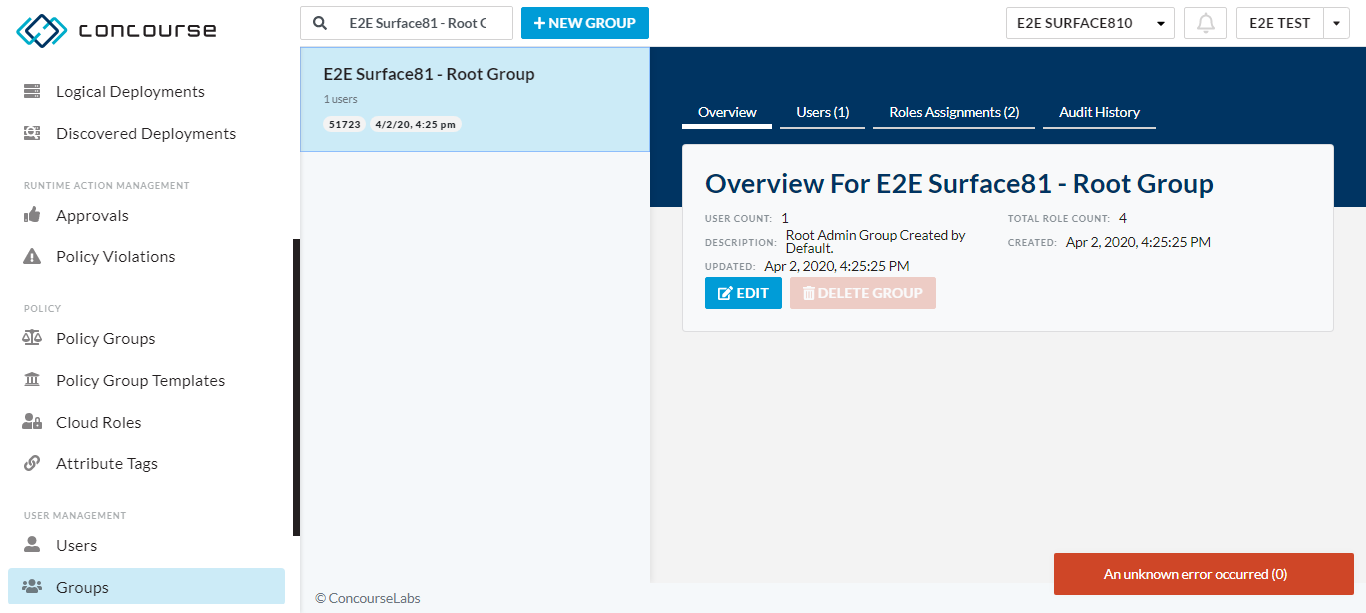 concourse
E2E Surface81 - Root G
+ NEW GROUP
E2E SURFACE810
E2E TEST
Logical Deployments
Discovered Deployments
RUNTIME ACTION MANAGEMENT
Approvals
Policy Violations
POLICY
Policy Groups
Policy Group Templates
Cloud Roles
Attribute Tags
USER MANAGEMENT
Users
Groups
E2E Surface81 - Root Group
1 users
51723 4/2/20, 4:25 pm
Overview
Users (1)
Roles Assignments (2)
Audit History
Overview For E2E Surface81 - Root Group
USER COUNT: 1
TOTAL ROLE COUNT: 4
DESCRIPTION: Root Admin Group Created by
Default.
CREATED: Apr 2, 2020, 4:25:25 PM
UPDATED: Apr 2, 2020, 4:25:25 PM
EDIT
DELETE GROUP
An unknown error occurred (0)
© ConcourseLabs